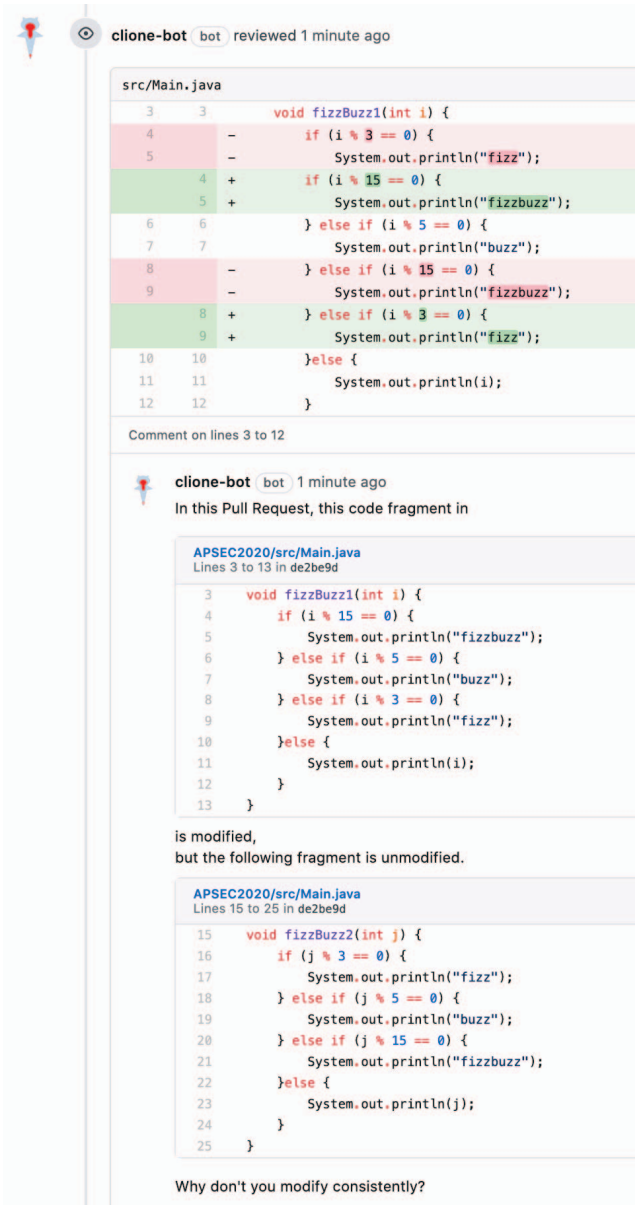 clione-bot bot reviewed 1 minute ago
src/Main.java
3 3 void fizzBuzz1(int i) {
4 - if (i % 3 == 0) {
5 - System.out.println("fizz");
4 + if (i % 15 == 0) {
5 + System.out.println("fizzbuzz");
6 6 } else if (i % 5 == 0) {
7 7 System.out.println("buzz");
8 - } else if (i % 15 == 0) {
9 - System.out.println("fizzbuzz");
8 + } else if (i % 3 == 0) {
9 + System.out.println("fizz");
10 10 }else {
11 11 System.out.println(i);
12 12 }
Comment on lines 3 to 12
clione-bot bot 1 minute ago
In this Pull Request, this code fragment in
APSEC2020/src/Main.java
Lines 3 to 13 in de2be9d
3 void fizzBuzz1(int i) {
4 if (i % 15 == 0) {
5 System.out.println("fizzbuzz");
6 } else if (i % 5 == 0) {
7 System.out.println("buzz");
8 } else if (i % 3 == 0) {
9 System.out.println("fizz");
10 }else {
11 System.out.println(i);
12 }
13 }
is modified,
but the following fragment is unmodified.
APSEC2020/src/Main.java
Lines 15 to 25 in de2be9d
15 void fizzBuzz2(int j) {
16 if (j % 3 == 0) {
17 System.out.println("fizz");
18 } else if (j % 5 == 0) {
19 System.out.println("buzz");
20 } else if (j % 15 == 0) {
21 System.out.println("fizzbuzz");
22 }else {
23 System.out.println(j);
24 }
25 }
Why don't you modify consistently?